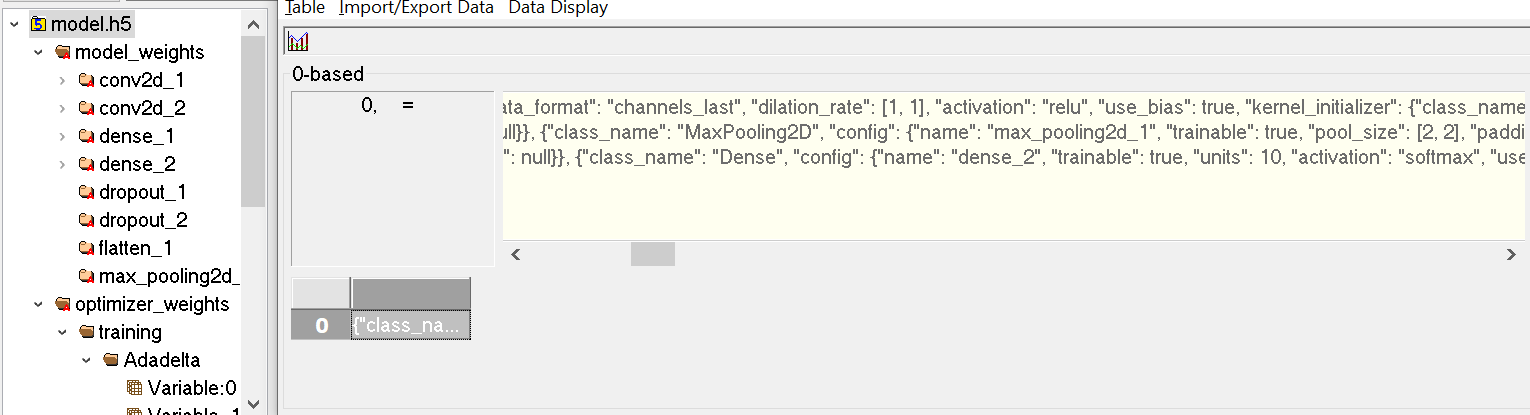 model.h5
model_weights
conv2d_1
conv2d_2
dense_1
dense_2
dropout_1
dropout_2
flatten_1
max_pooling2d_
optimizer_weights
training
Adadelta
Variable:0
Table Import/Export Data Data Display
0-based
0, =
ata_format": "channels_last", "dilation_rate": [1, 1], "activation": "relu", "use_bias": true, "kernel_initializer": {"class_name
ull}}, {"class_name": "MaxPooling2D", "config": {"name": "max_pooling2d_1", "trainable": true, "pool_size": [2, 2], "paddi
": null}}, {"class_name": "Dense", "config": {"name": "dense_2", "trainable": true, "units": 10, "activation": "softmax", "use
0 {"class_na...